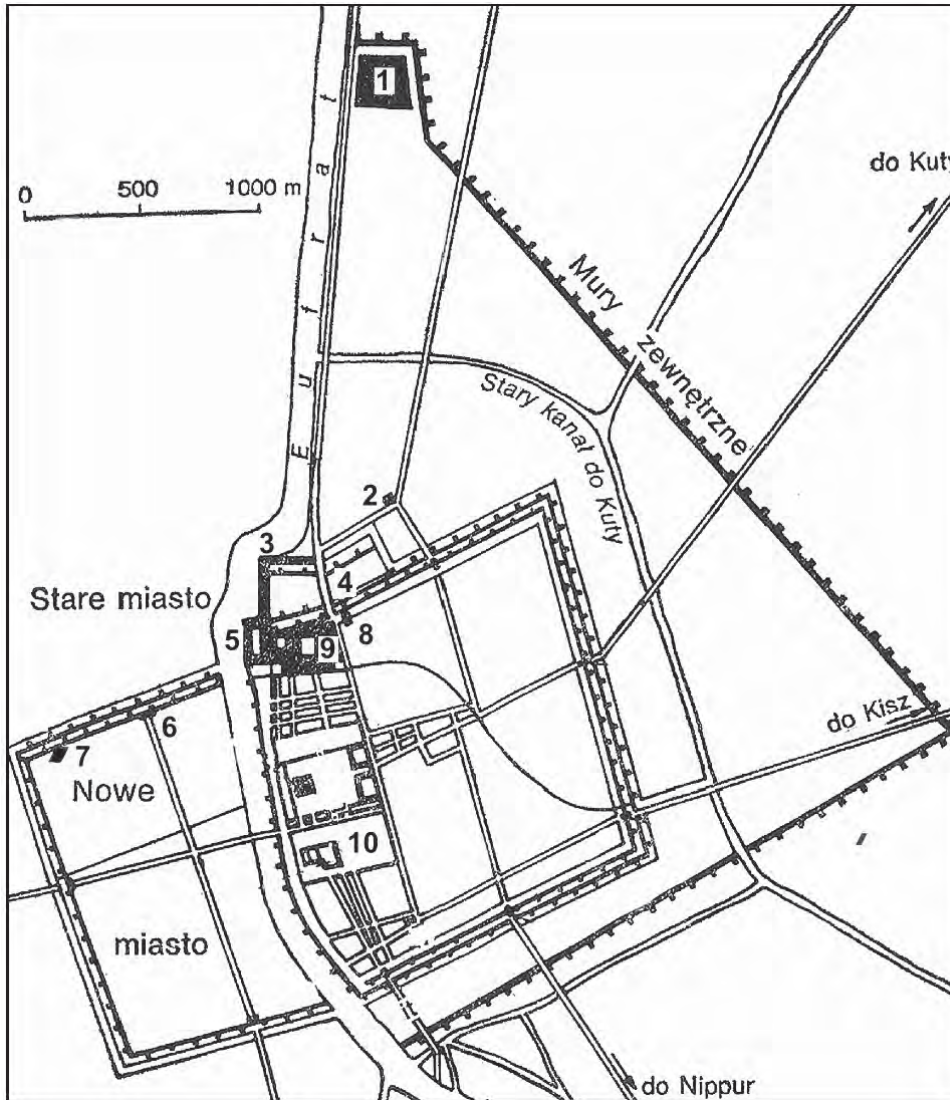 1
do Kuty
0 500 1000 m
Eufrat
Mury zewnętrzne
Stary kanał do Kuty
2
3
4
Stare miasto
5
8
9
6
do Kisz
7
Nowe
10
miasto
do Nippur